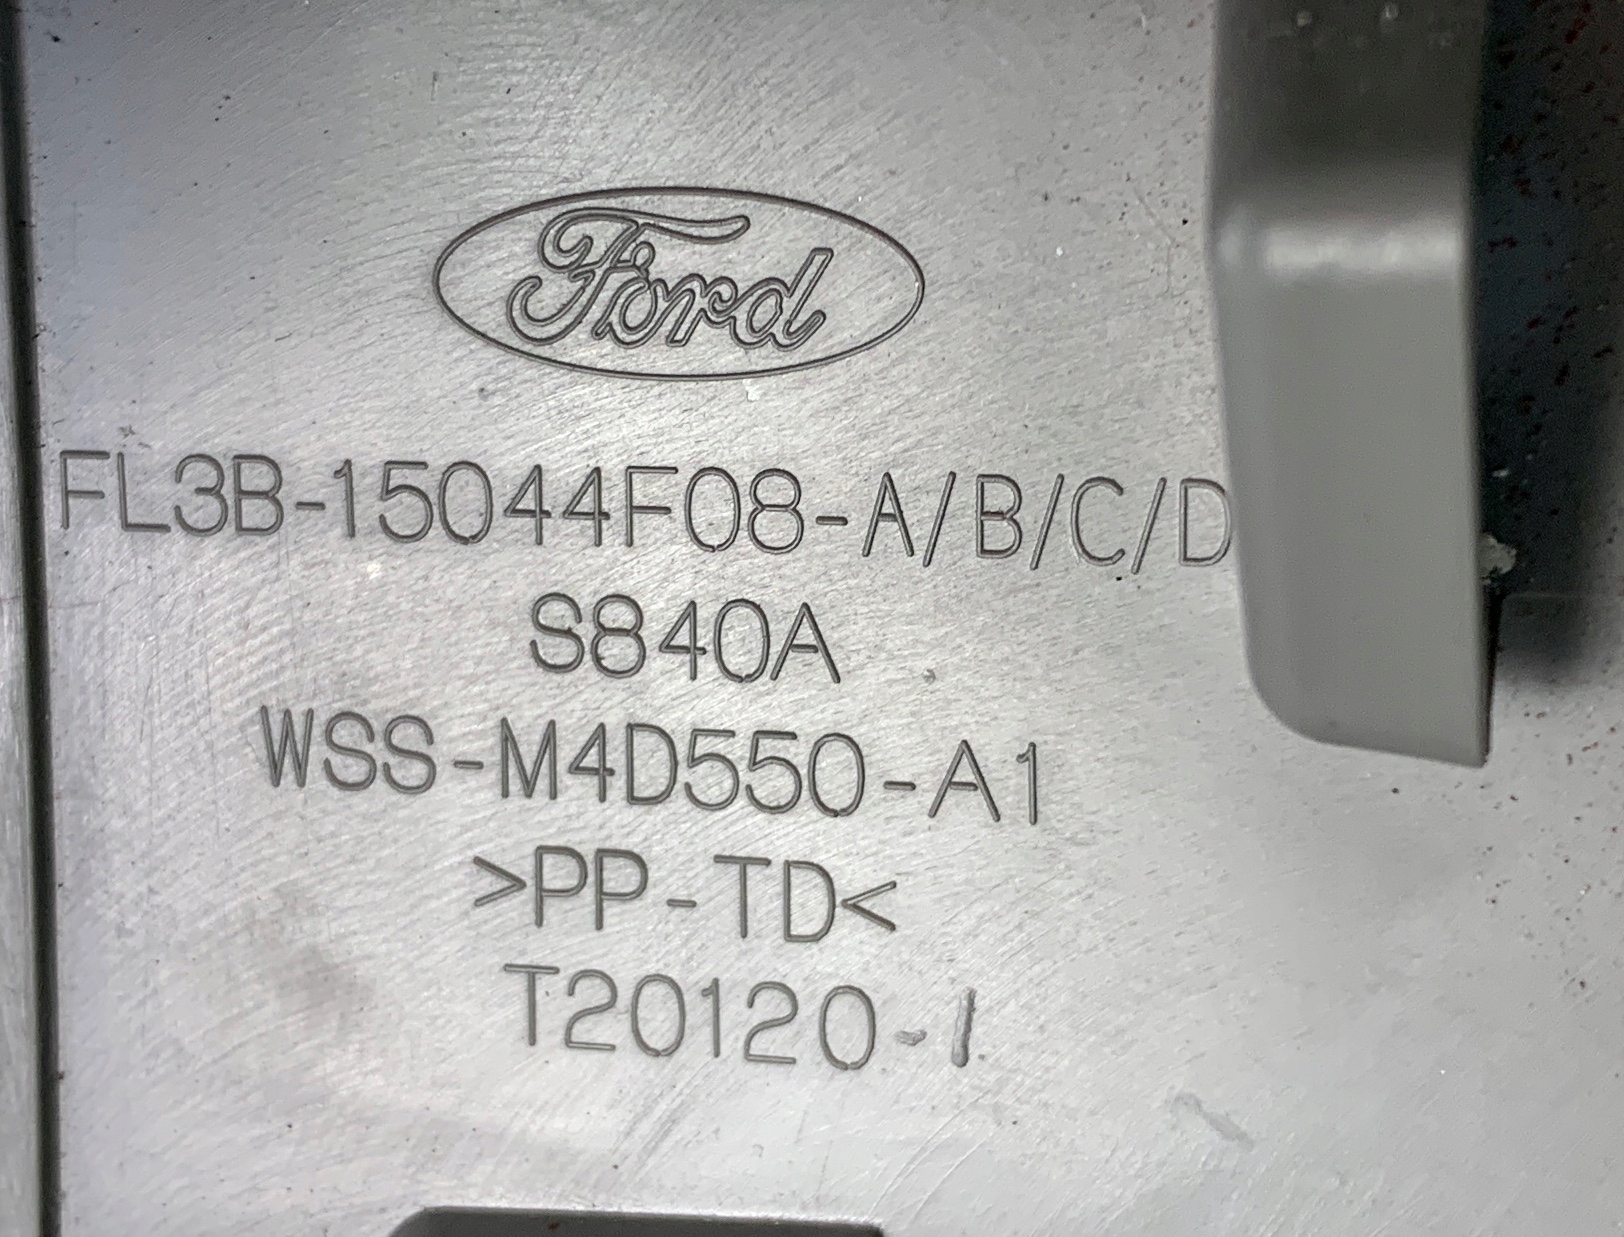 Ford
FL3B-15044F08-A/B/C/D
S840A
WSS-M4D550-A1
>PP-TD<
T20120-1